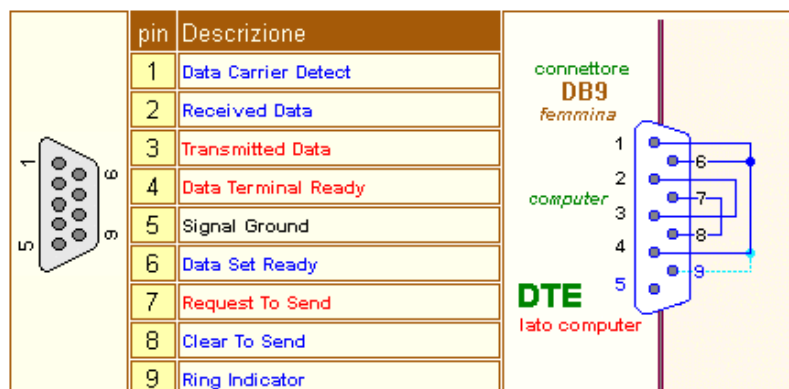 1
6
5
9
pin Descrizione
1 Data Carrier Detect
2 Received Data
3 Transmitted Data
4 Data Terminal Ready
5 Signal Ground
6 Data Set Ready
7 Request To Send
8 Clear To Send
9 Ring Indicator
connettore
DB9
femmina
1
6
2
computer
7
3
8
4
9
5
DTE
lato computer